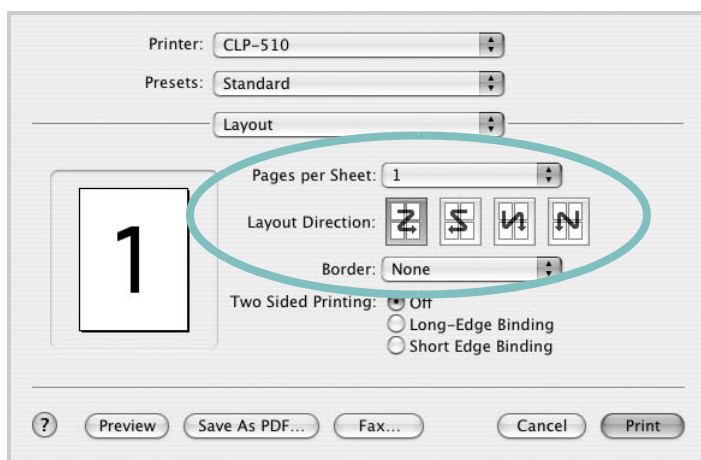 Printer: CLP-510
Presets: Standard
Layout
Pages per Sheet: 1
1
Layout Direction:
Border: None
Two Sided Printing: Off
Long-Edge Binding
Short Edge Binding
? Preview Save As PDF... Fax... Cancel Print